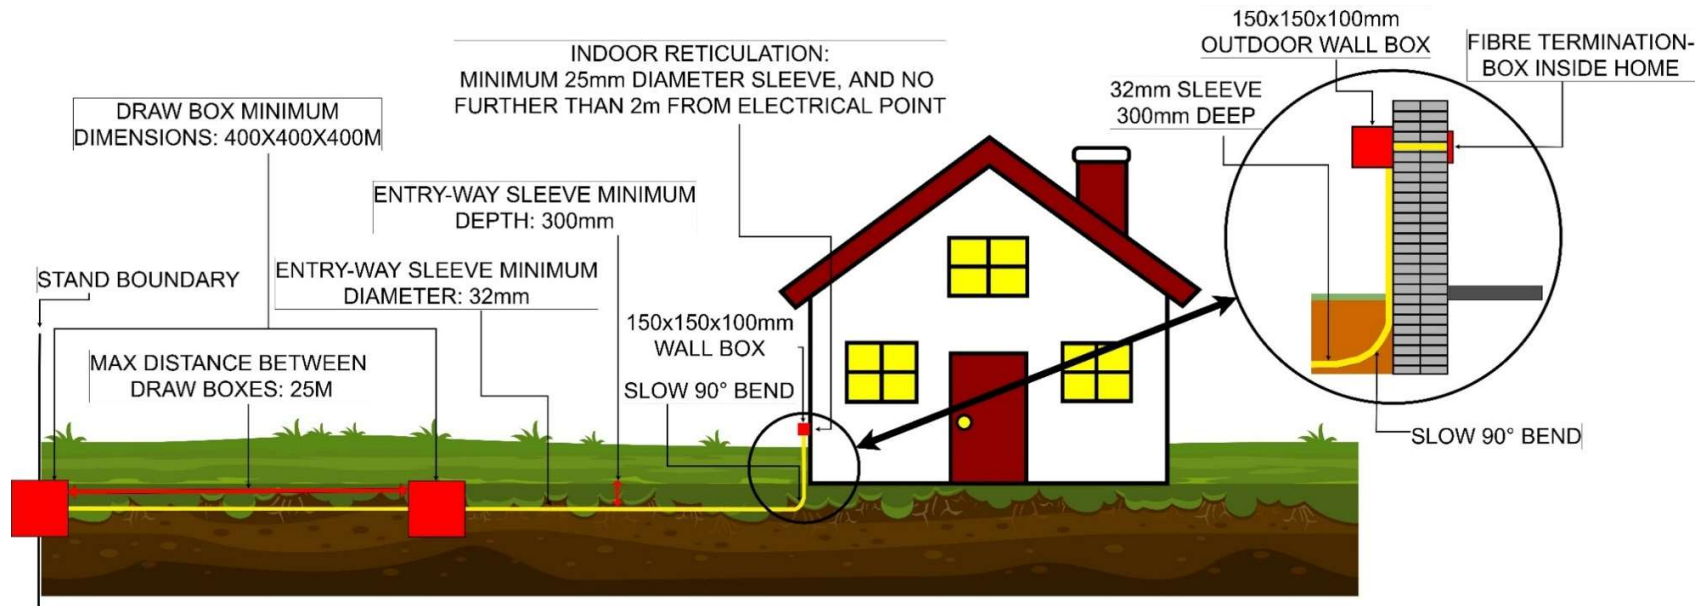 150x150x100mm
OUTDOOR WALL BOX
FIBRE TERMINATION-
BOX INSIDE HOME
INDOOR RETICULATION:
MINIMUM 25mm DIAMETER SLEEVE, AND NO
FURTHER THAN 2m FROM ELECTRICAL POINT
32mm SLEEVE
300mm DEEP
DRAW BOX MINIMUM
DIMENSIONS: 400X400X400M
ENTRY-WAY SLEEVE MINIMUM
DEPTH: 300mm
STAND BOUNDARY
ENTRY-WAY SLEEVE MINIMUM
DIAMETER: 32mm
150x150x100mm
WALL BOX
MAX DISTANCE BETWEEN
DRAW BOXES: 25M
SLOW 90° BEND
SLOW 90° BEND